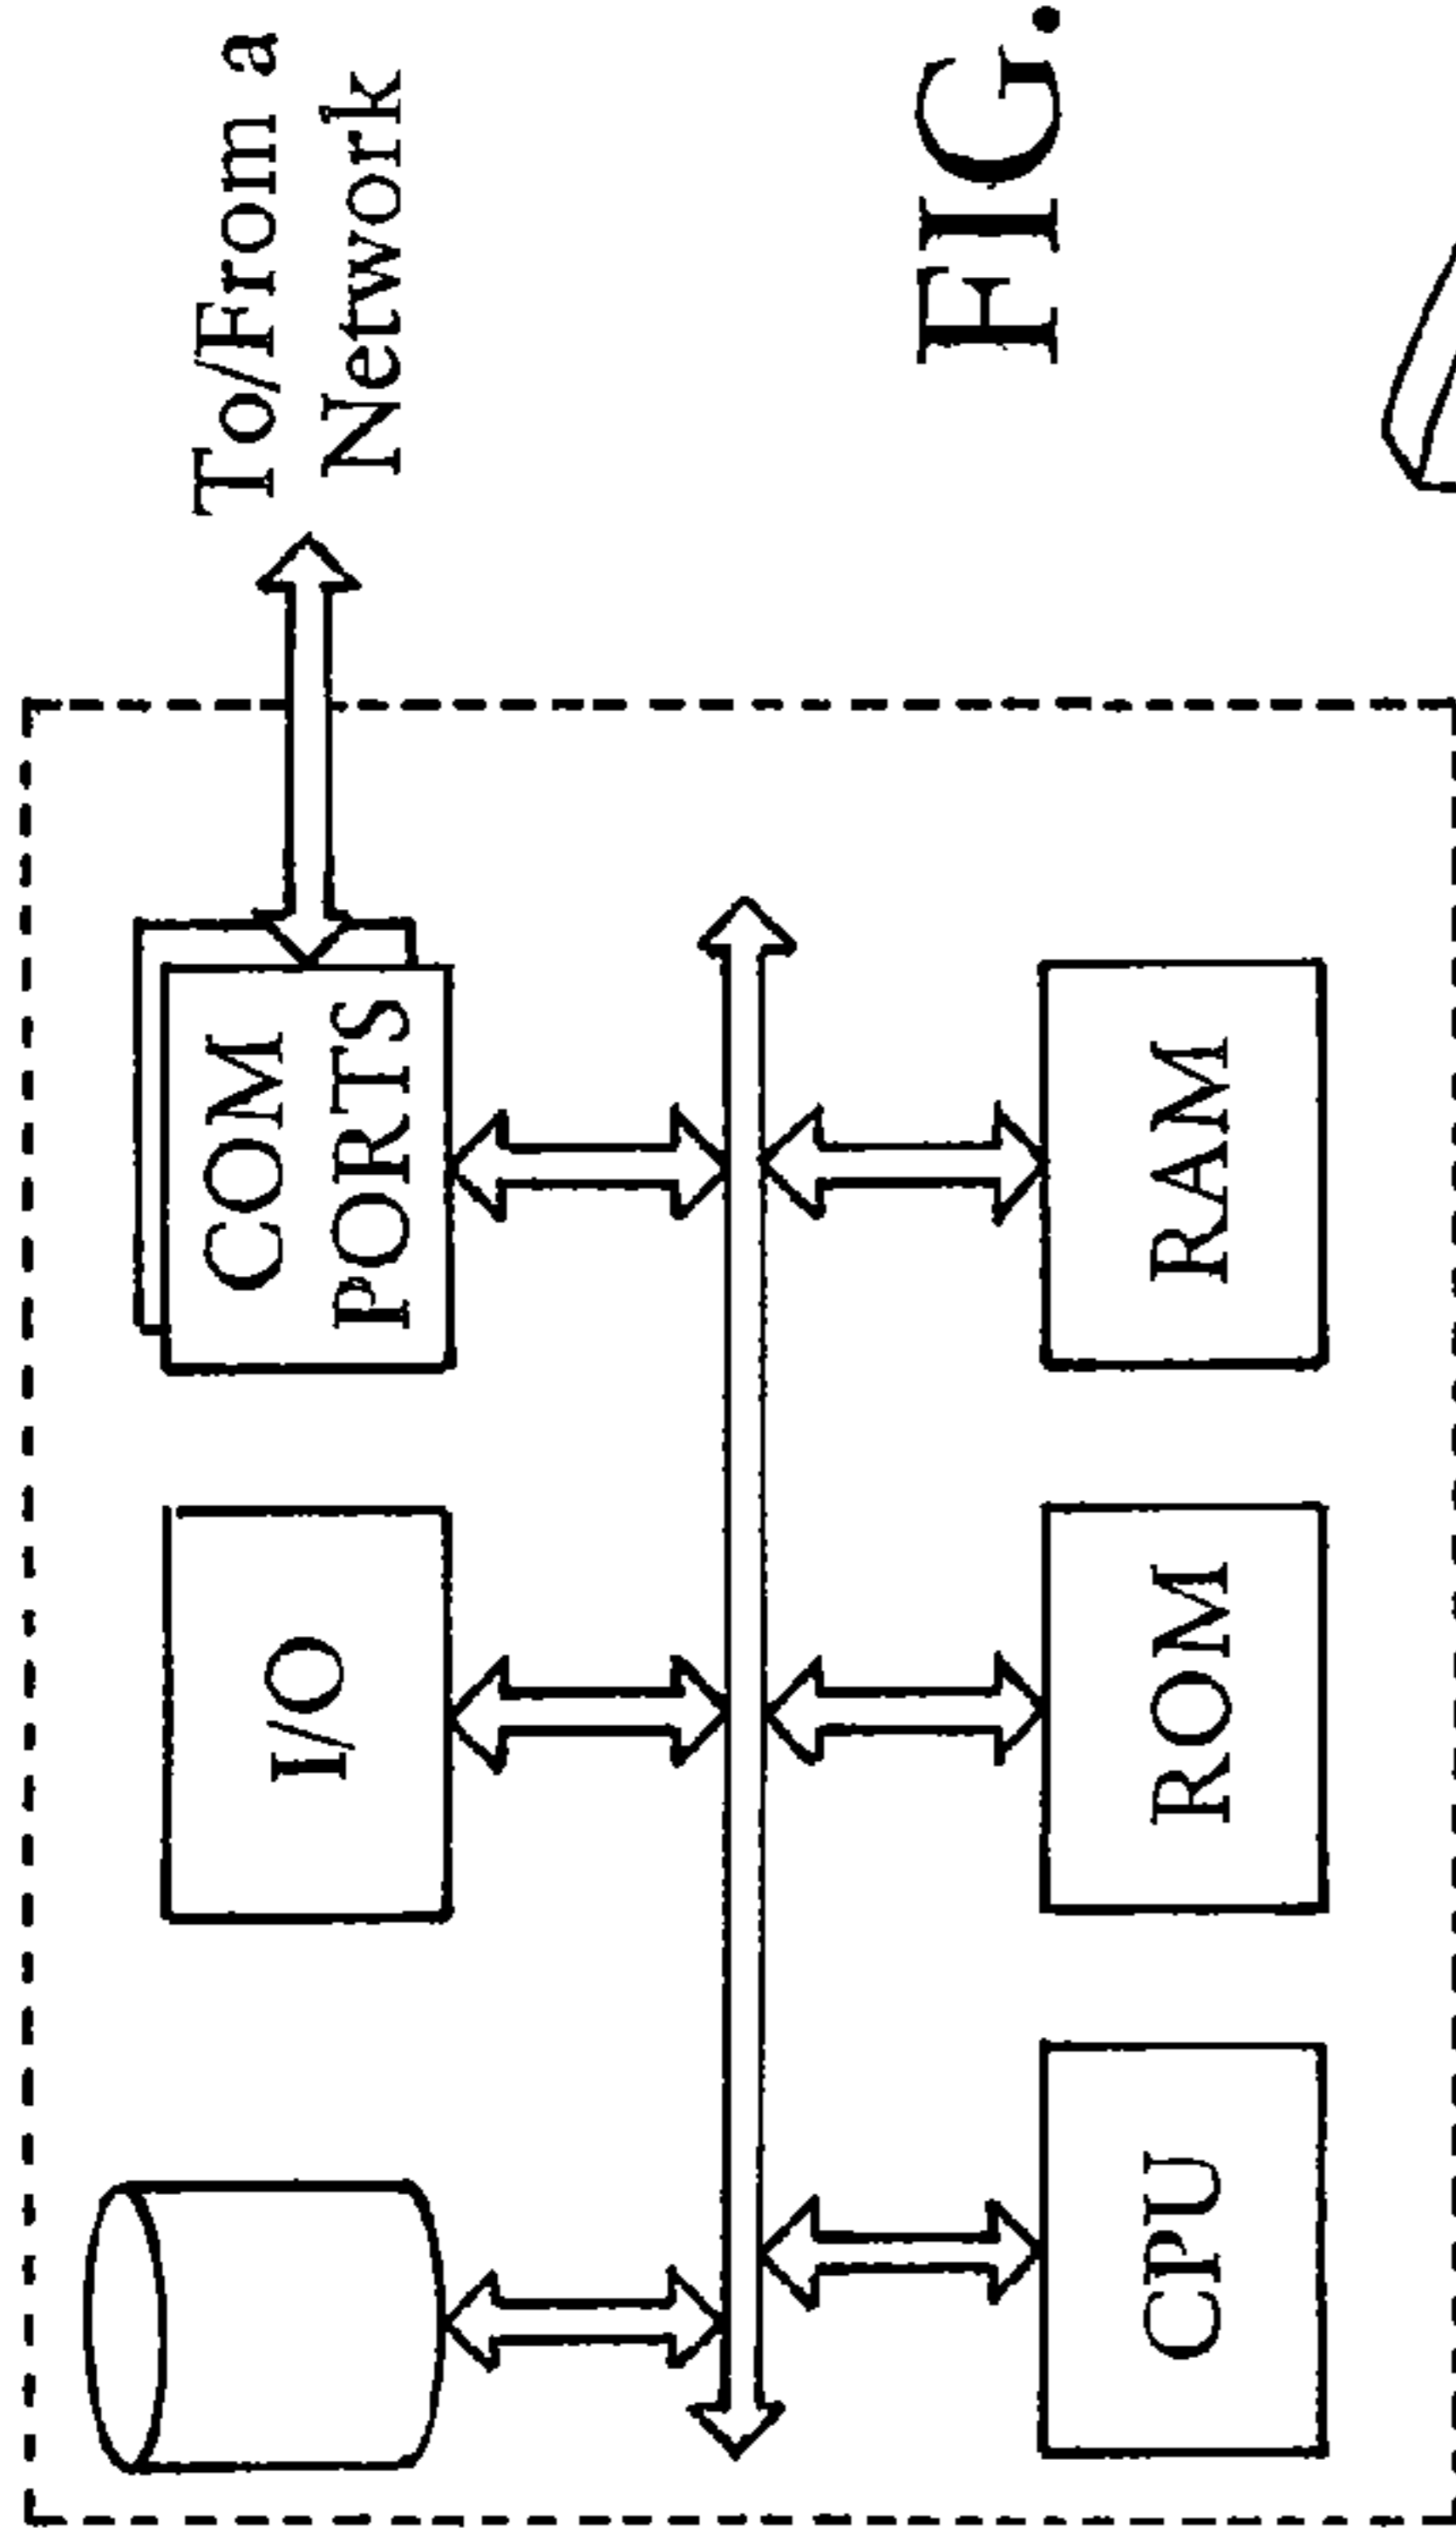 To/From a
Network
COM
PORTS
I/O
RAM
ROM
CPU
FIG.